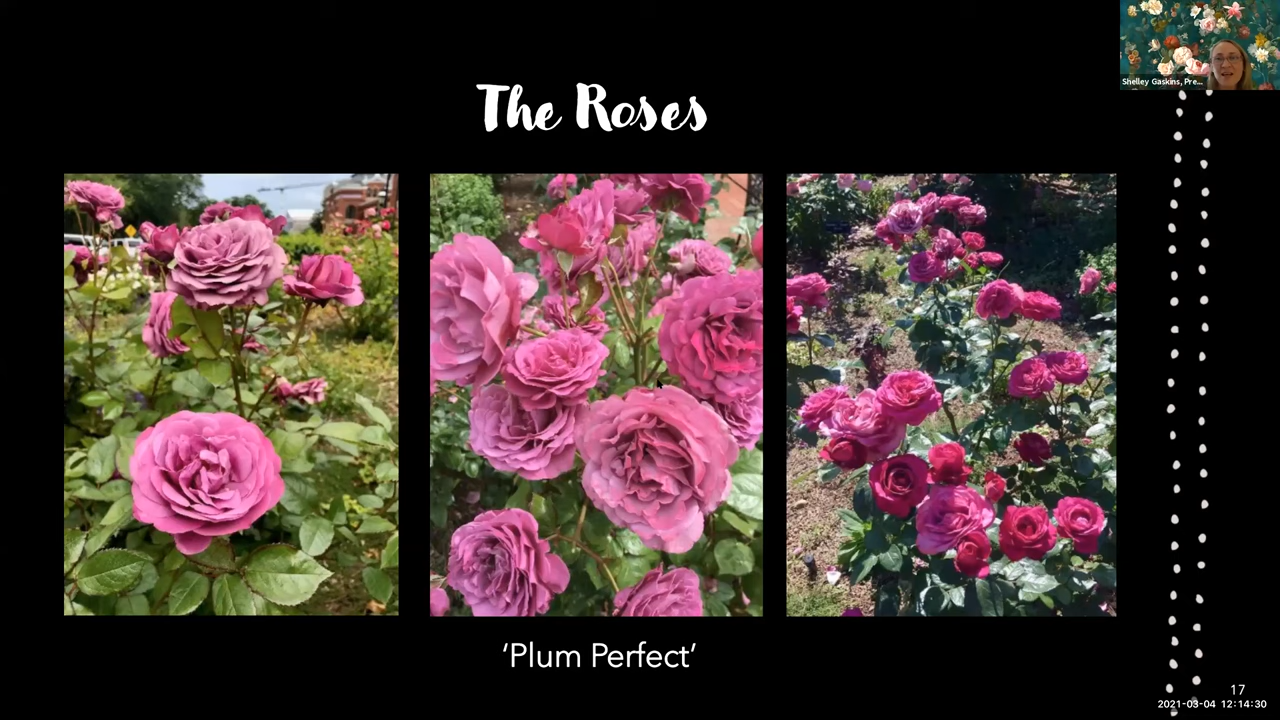 Shelley Gaskins, Pre...
The Roses
‘Plum Perfect’
17
2021-03-04 12:14:30